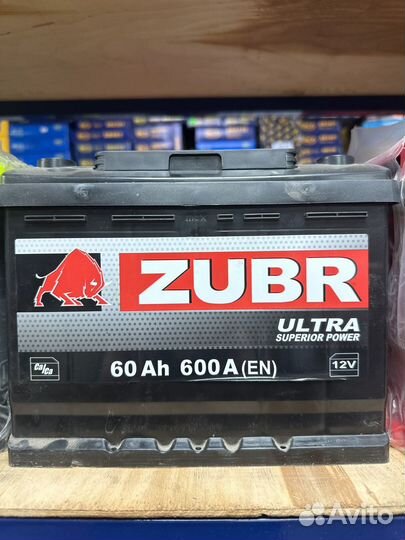 ZUBR
ULTRA
SUPERIOR POWER
Ca/Ca
60 Ah 600 A (EN)
12V
Avito